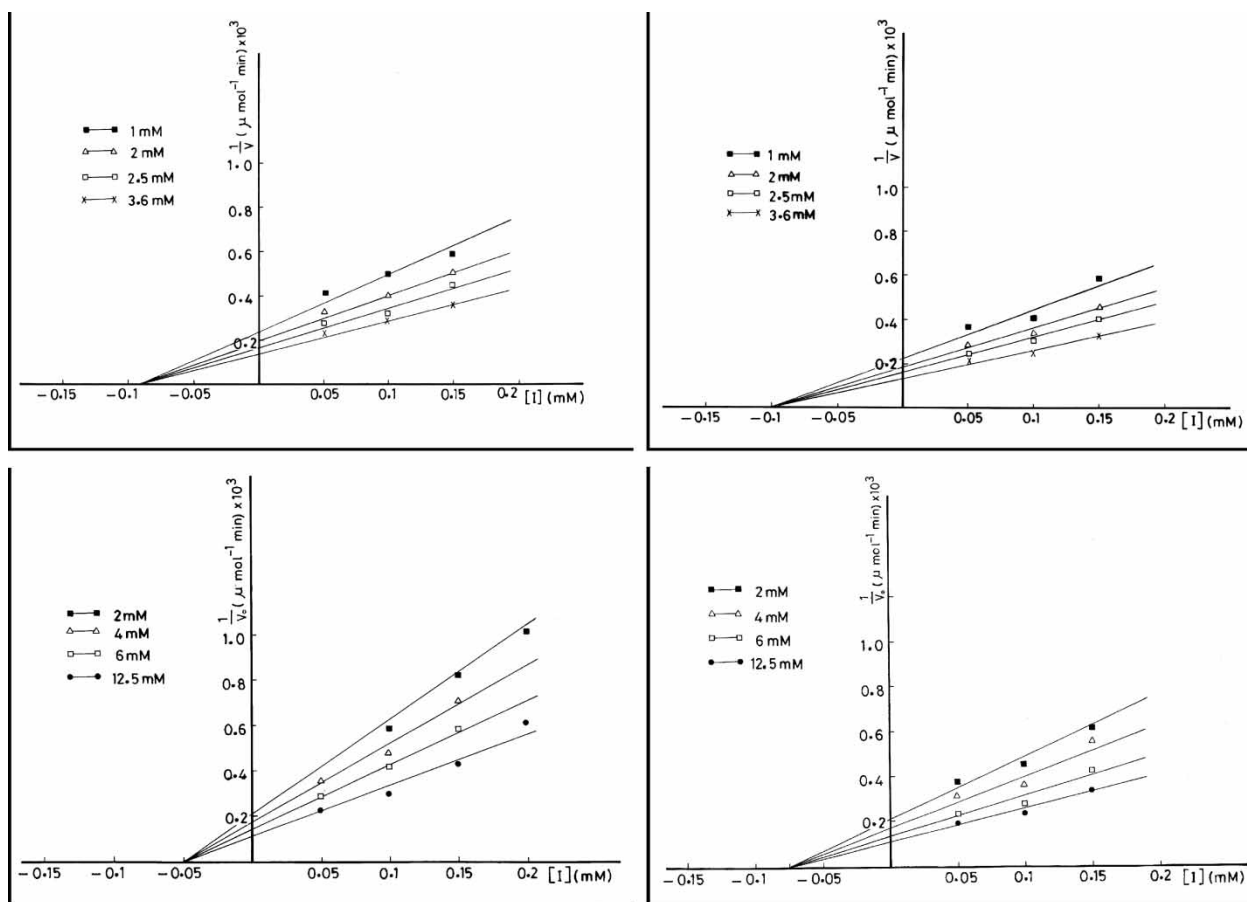 1/V (μ mol⁻¹ min) ×10³
1 mM
2 mM
2·5 mM
3·6 mM
1·0
0·8
0·6
0·4
0·2
−0·15 −0·1 −0·05 0·05 0·1 0·15 0·2 [I] (mM)
1/V (μ mol⁻¹ min) ×10³
1 mM
2 mM
2·5 mM
3·6 mM
1·0
0·8
0·6
0·4
0·2
−0·15 −0·1 −0·05 0·05 0·1 0·15 0·2 [I] (mM)
1/V₀ (μ mol⁻¹ min) ×10³
2 mM
4 mM
6 mM
12·5 mM
1·0
0·8
0·6
0·4
0·2
−0·15 −0·1 −0·05 0·05 0·1 0·15 0·2 [I] (mM)
1/V₀ (μ mol⁻¹ min) ×10³
2 mM
4 mM
6 mM
12·5 mM
1·0
0·8
0·6
0·4
0·2
−0·15 −0·1 −0·05 0·05 0·1 0·15 0·2 [I] (mM)